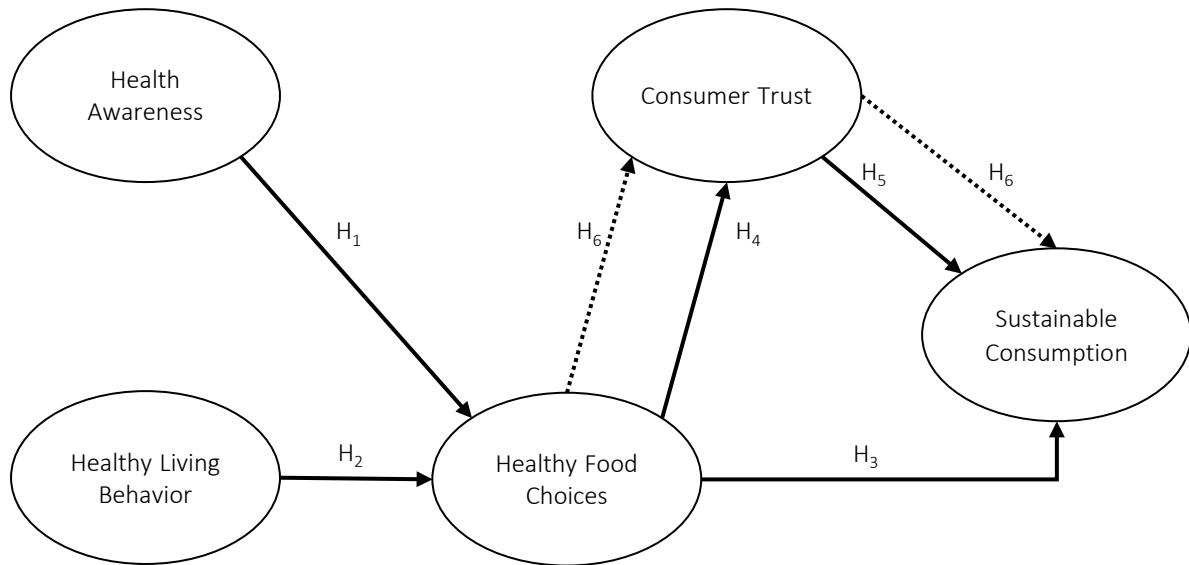 Health
Awareness
Consumer Trust
H₁
H₆
H₄
H₅
H₆
Sustainable
Consumption
Healthy Living
Behavior
H₂
Healthy Food
Choices
H₃